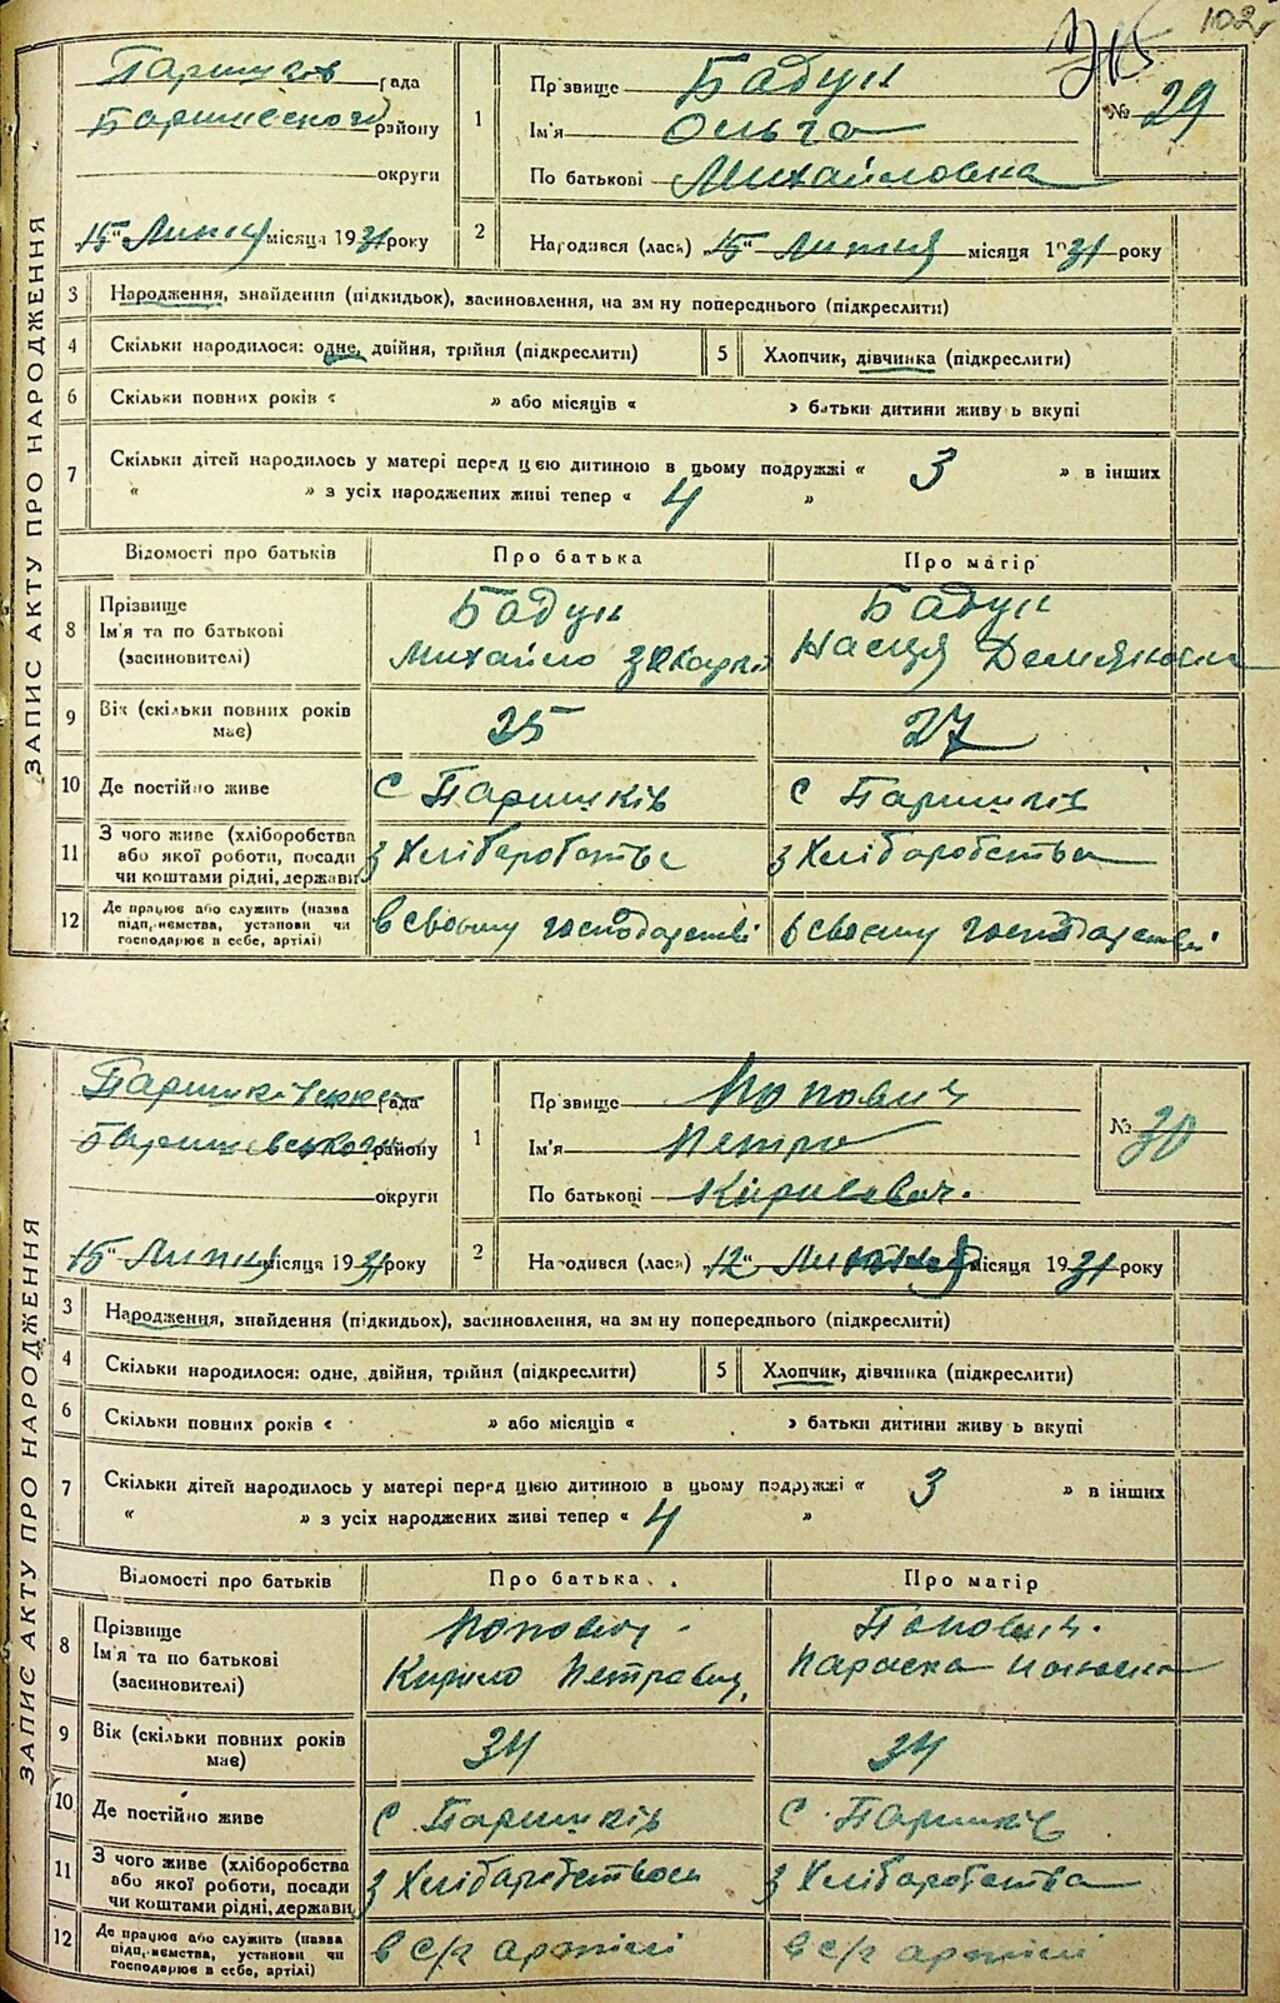 102
ЗАПИС АКТУ ПРО НАРОДЖЕННЯ
Паришків рада
Баришевского району
округи
„15" Липця місяця 1931 року
1
Прізвище Бадун
Ім'я Ольга
По батькові Михайловна
№ 29
2
Народився (лась) „15" Липня місяця 1931 року
3 Народження, знайдення (підкидьок), засиновлення, на зміну попереднього (підкреслити)
4 Скільки народилося: одне, двійня, трійня (підкреслити)
5 Хлопчик, дівчинка (підкреслити)
6 Скільки повних років « » або місяців « » батьки дитини живуть вкупі
7 Скільки дітей народилось у матері перед цією дитиною в цьому подружжі « 3 » в інших
« » з усіх народжених живі тепер « 4 »
Відомості про батьків Про батька Про матір
8 Прізвище
Ім'я та по батькові
(засиновителі)
Бадун
Михайло
Бадун
Настя
9 Вік (скільки повних років має) 25 27
10 Де постійно живе с Паришків с Паришків
11 З чого живе (хліборобства
або якої роботи, посади
чи коштами рідні, держави)
з Хліборобства з Хліборобства
12 Де працює або служить (назва
підприємства, установи чи
господарює в себе, артілі)
в своєму господарстві в своєму господарстві
ЗАПИС АКТУ ПРО НАРОДЖЕННЯ
рада
району
округи
„15" Липця місяця 1931 року
1
Прізвище Попович
Ім'я Петро
По батькові Кирилович.
№ 30
2
Народився (лась) „12" Липня місяця 1931 року
3 Народження, знайдення (підкидьох), засиновлення, на зміну попереднього (підкреслити)
4 Скільки народилося: одне, двійня, трійня (підкреслити)
5 Хлопчик, дівчинка (підкреслити)
6 Скільки повних років « » або місяців « » батьки дитини живуть вкупі
7 Скільки дітей народилось у матері перед цією дитиною в цьому подружжі « 3 » в інших
« » з усіх народжених живі тепер « 4 »
Відомості про батьків Про батька Про матір
8 Прізвище
Ім'я та по батькові
(засиновителі)
Попович
Кирило Петрович
Попович.
Параска
9 Вік (скільки повних років має) 34 34
10 Де постійно живе с Паришків с. Паришків
11 З чого живе (хліборобства
або якої роботи, посади
чи коштами рідні, держави)
з Хліборобства
12 Де працює або служить (назва
підприємства, установи чи
господарює в себе, артілі)
в с/г артілі в с/г артілі